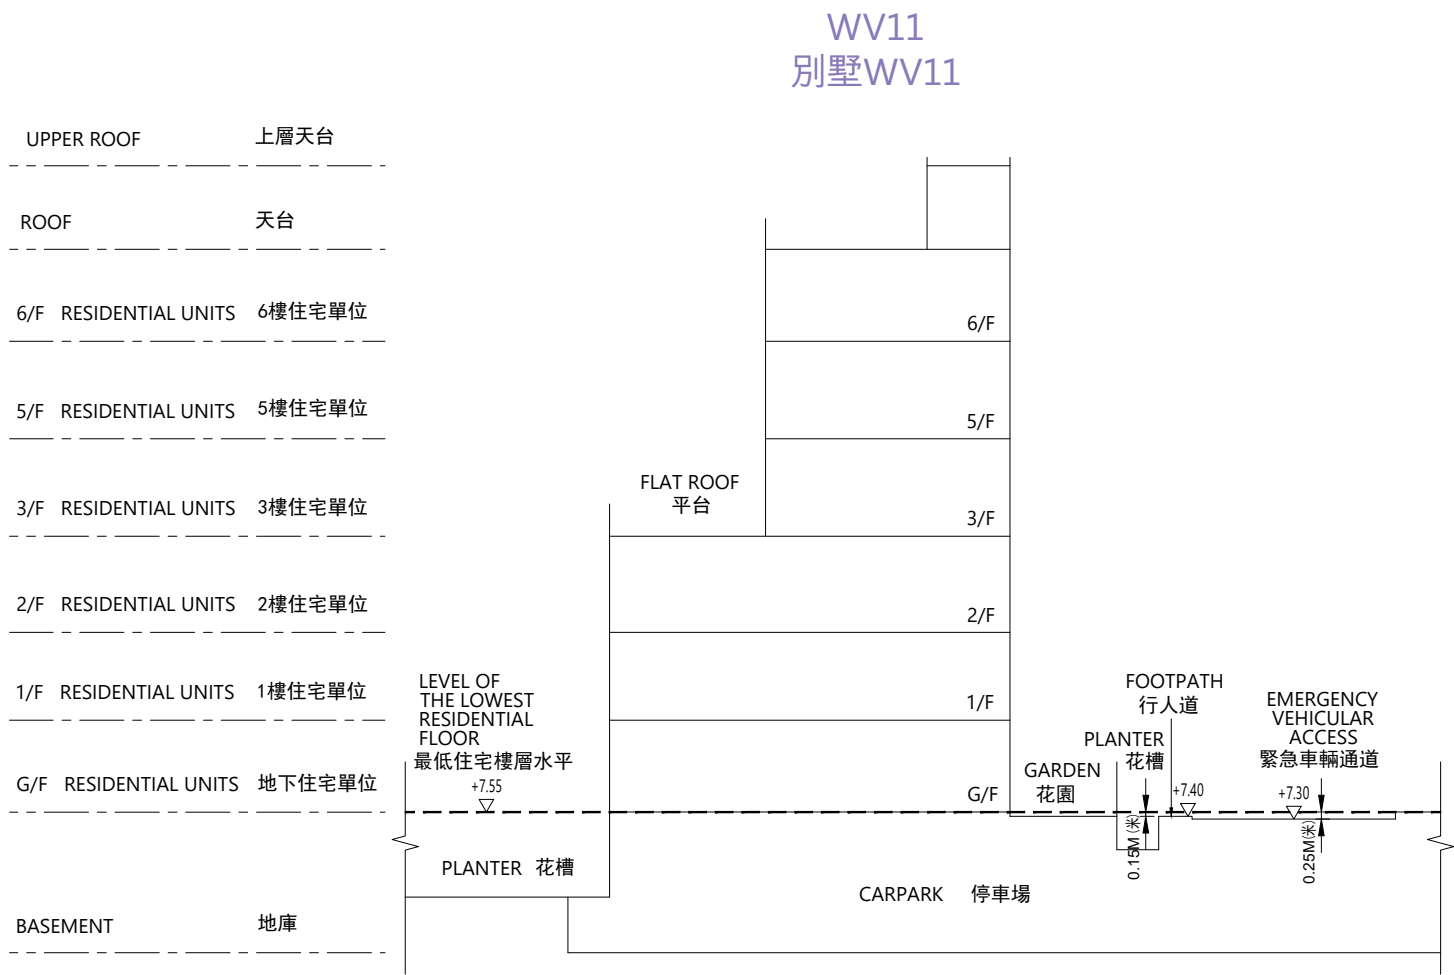 WV11
別墅WV11
UPPER ROOF 上層天台
ROOF 天台
6/F RESIDENTIAL UNITS 6樓住宅單位
6/F
5/F RESIDENTIAL UNITS 5樓住宅單位
5/F
FLAT ROOF
平台
3/F RESIDENTIAL UNITS 3樓住宅單位
3/F
2/F RESIDENTIAL UNITS 2樓住宅單位
2/F
1/F RESIDENTIAL UNITS 1樓住宅單位
LEVEL OF
THE LOWEST
RESIDENTIAL
FLOOR
最低住宅樓層水平
+7.55
1/F
FOOTPATH
行人道
EMERGENCY
VEHICULAR
ACCESS
緊急車輛通道
PLANTER
花槽
GARDEN
花園
G/F RESIDENTIAL UNITS 地下住宅單位
G/F
+7.40
+7.30
0.15M(米)
0.25M(米)
PLANTER 花槽
CARPARK 停車場
BASEMENT 地庫